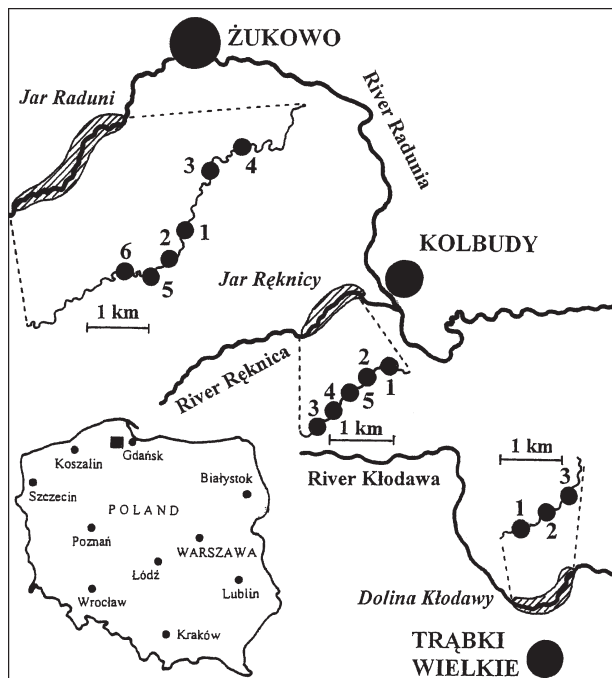 ŻUKOWO
Jar Raduni
River Radunia
3
4
1
2
6
5
1 km
KOLBUDY
Jar Ręknicy
River Ręknica
2
1
4
5
3
1 km
River Kłodawa
1 km
3
1
2
Dolina Kłodawy
TRĄBKI
WIELKIE
Gdańsk
Koszalin
Szczecin
Białystok
POLAND
Poznań
WARSZAWA
Łódź
Lublin
Wrocław
Kraków